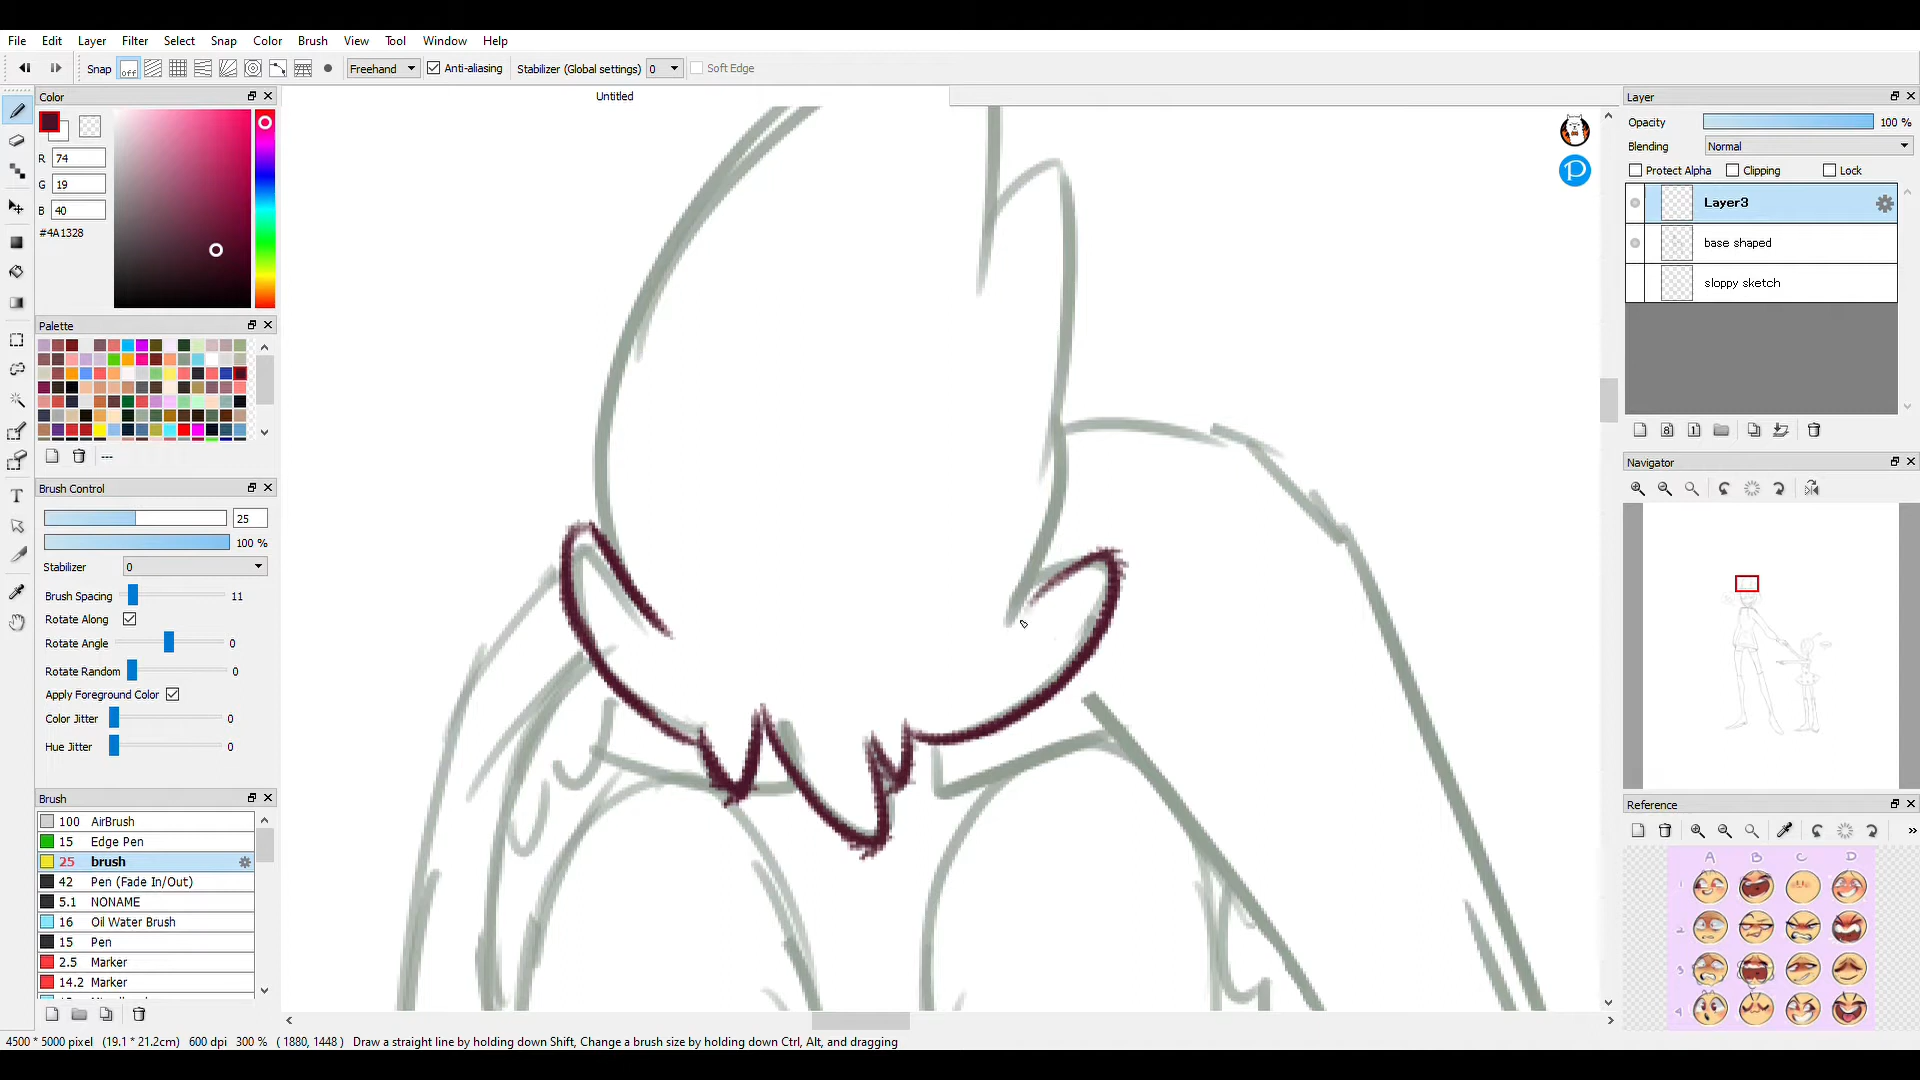 File Edit Layer Filter Select Snap Color Brush View Tool Window Help
Snap off Freehand Anti-aliasing Stabilizer (Global settings) 0 Soft Edge
Color
Untitled
Layer
R 74
G 19
B 40
#4A1328
Opacity 100 %
Blending Normal
Protect Alpha Clipping Lock
Layer3
base shaped
sloppy sketch
Palette
---
Brush Control
25
100 %
Stabilizer 0
Brush Spacing 11
Rotate Along
Rotate Angle 0
Rotate Random 0
Apply Foreground Color
Color Jitter 0
Hue Jitter 0
Navigator
Brush
100 AirBrush
15 Edge Pen
25 brush
42 Pen (Fade In/Out)
5.1 NONAME
16 Oil Water Brush
15 Pen
2.5 Marker
14.2 Marker
Reference
A B C D
1
2
3
4
4500 * 5000 pixel (19.1 * 21.2cm) 600 dpi 300 % ( 1880, 1448 ) Draw a straight line by holding down Shift, Change a brush size by holding down Ctrl, Alt, and dragging